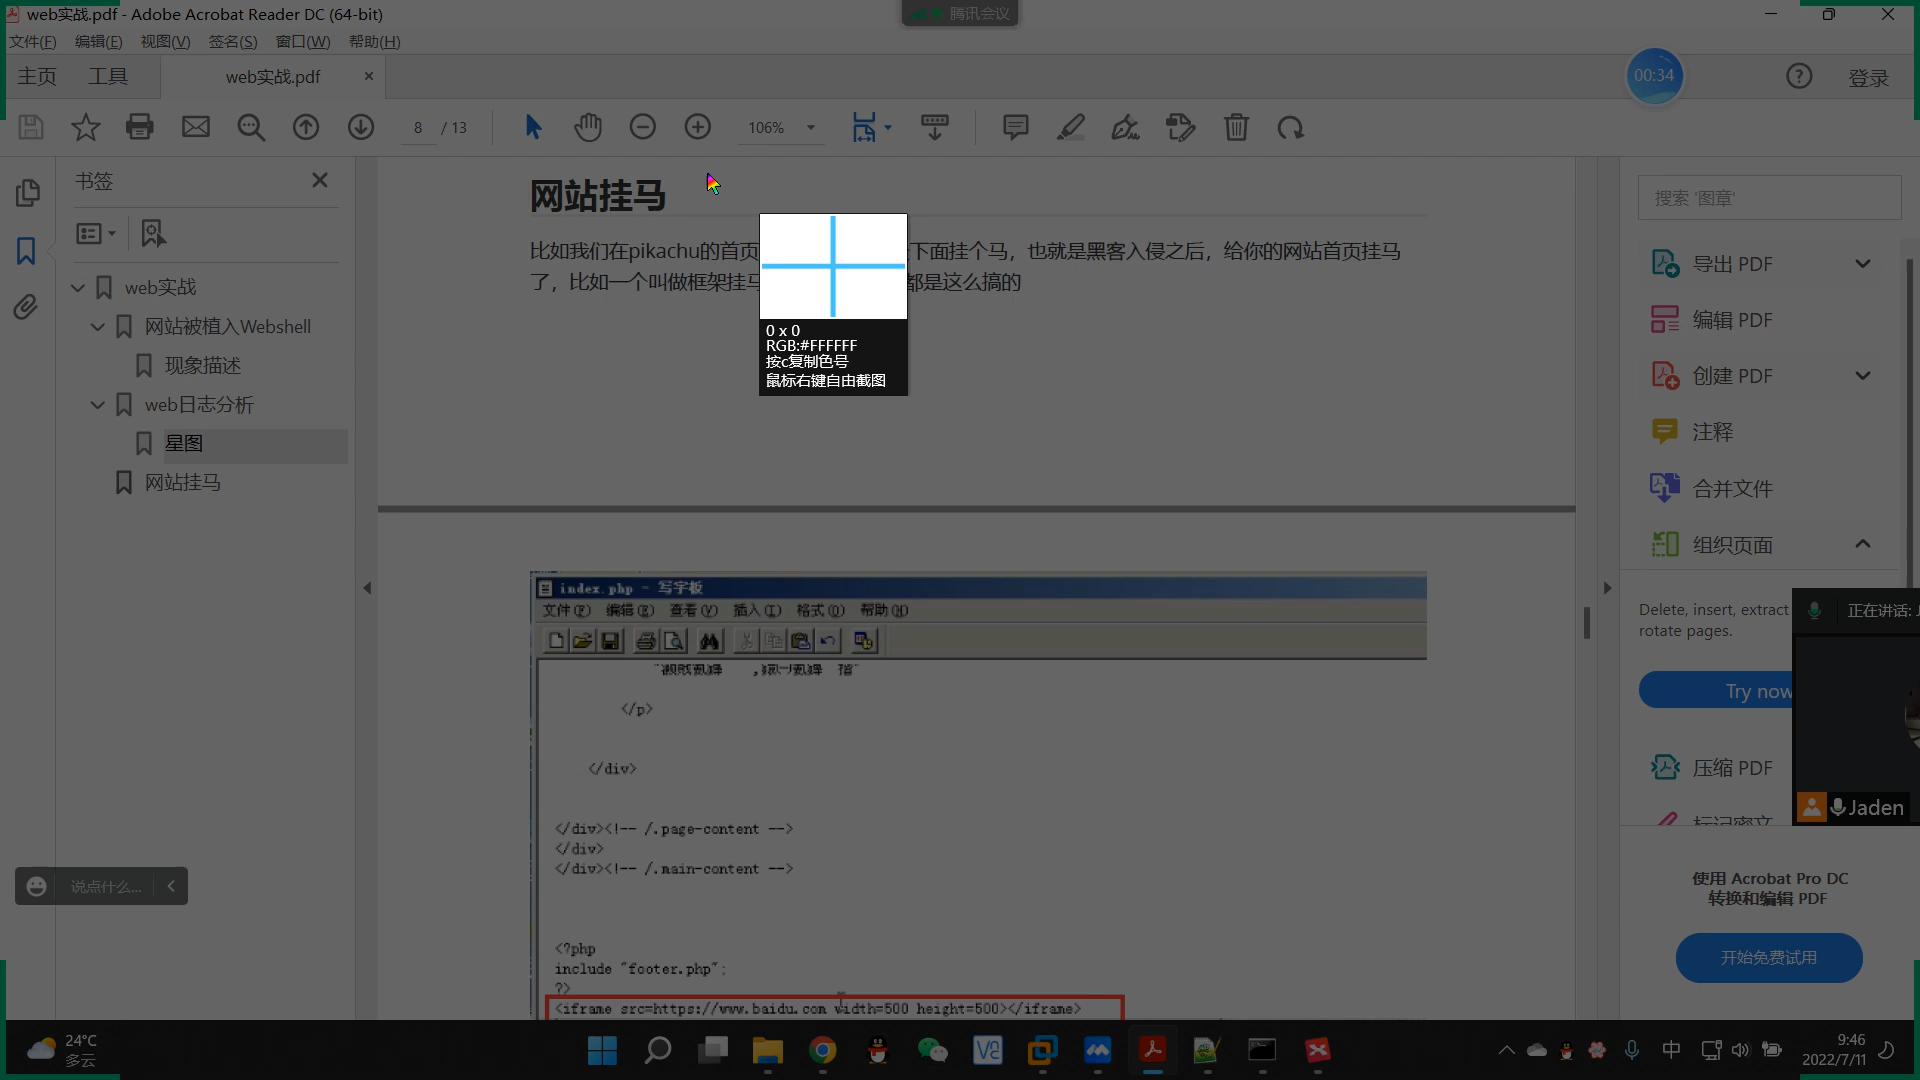 web实战.pdf - Adobe Acrobat Reader DC (64-bit)
腾讯会议
文件(F) 编辑(E) 视图(V) 签名(S) 窗口(W) 帮助(H)
主页 工具 web实战.pdf
00:34
登录
8 / 13
106%
书签
web实战
网站被植入Webshell
现象描述
web日志分析
星图
网站挂马
网站挂马
比如我们在pikachu的首页
下面挂个马，也就是黑客入侵之后，给你的网站首页挂马
了，比如一个叫做框架挂马
都是这么搞的
0 x 0
RGB:#FFFFFF
按c复制色号
鼠标右键自由截图
index.php - 写字板
文件(F) 编辑(E) 查看(V) 插入(I) 格式(O) 帮助(H)
</p>
</div>
</div><!-- /.page-content -->
</div>
</div><!-- /.main-content -->
<?php
include "footer.php";
?>
<iframe src=https://www.baidu.com width=500 height=500></iframe>
搜索 '图章'
导出 PDF
编辑 PDF
创建 PDF
注释
合并文件
组织页面
Delete, insert, extract
rotate pages.
Try now
正在讲话: J
压缩 PDF
标记密文
Jaden
使用 Acrobat Pro DC
转换和编辑 PDF
开始免费试用
说点什么...
24°C
多云
中
9:46
2022/7/11